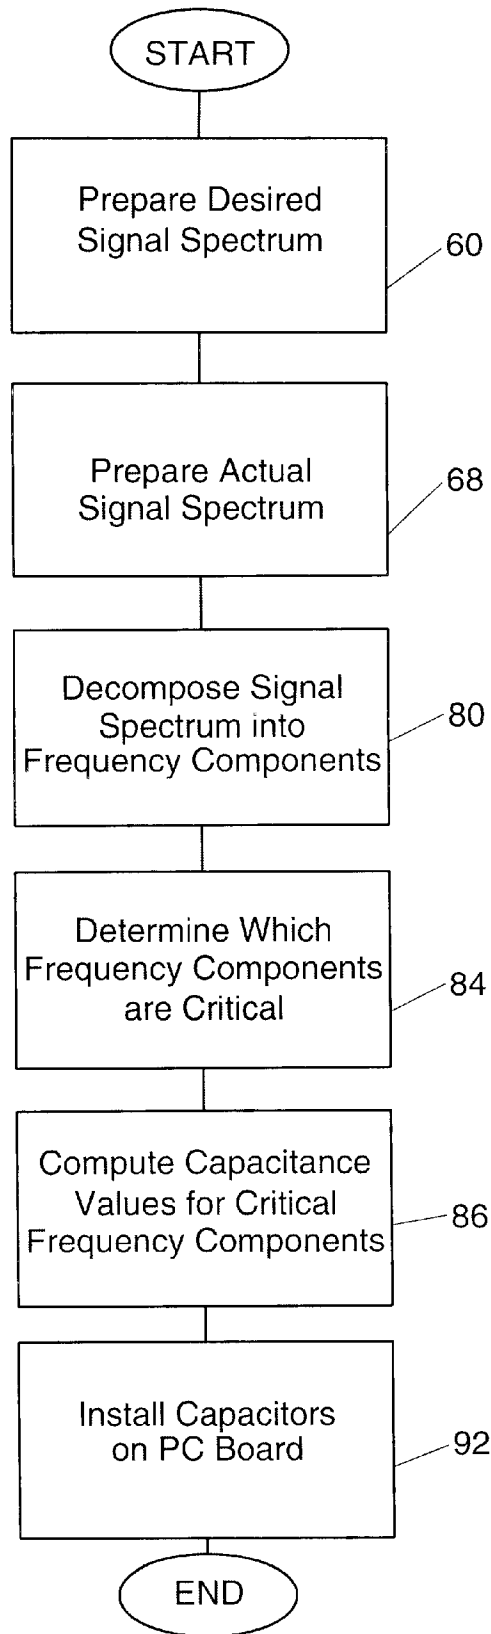 START
Prepare Desired
Signal Spectrum
60
Prepare Actual
Signal Spectrum
68
Decompose Signal
Spectrum into
Frequency Components
80
Determine Which
Frequency Components
are Critical
84
Compute Capacitance
Values for Critical
Frequency Components
86
Install Capacitors
on PC Board
92
END